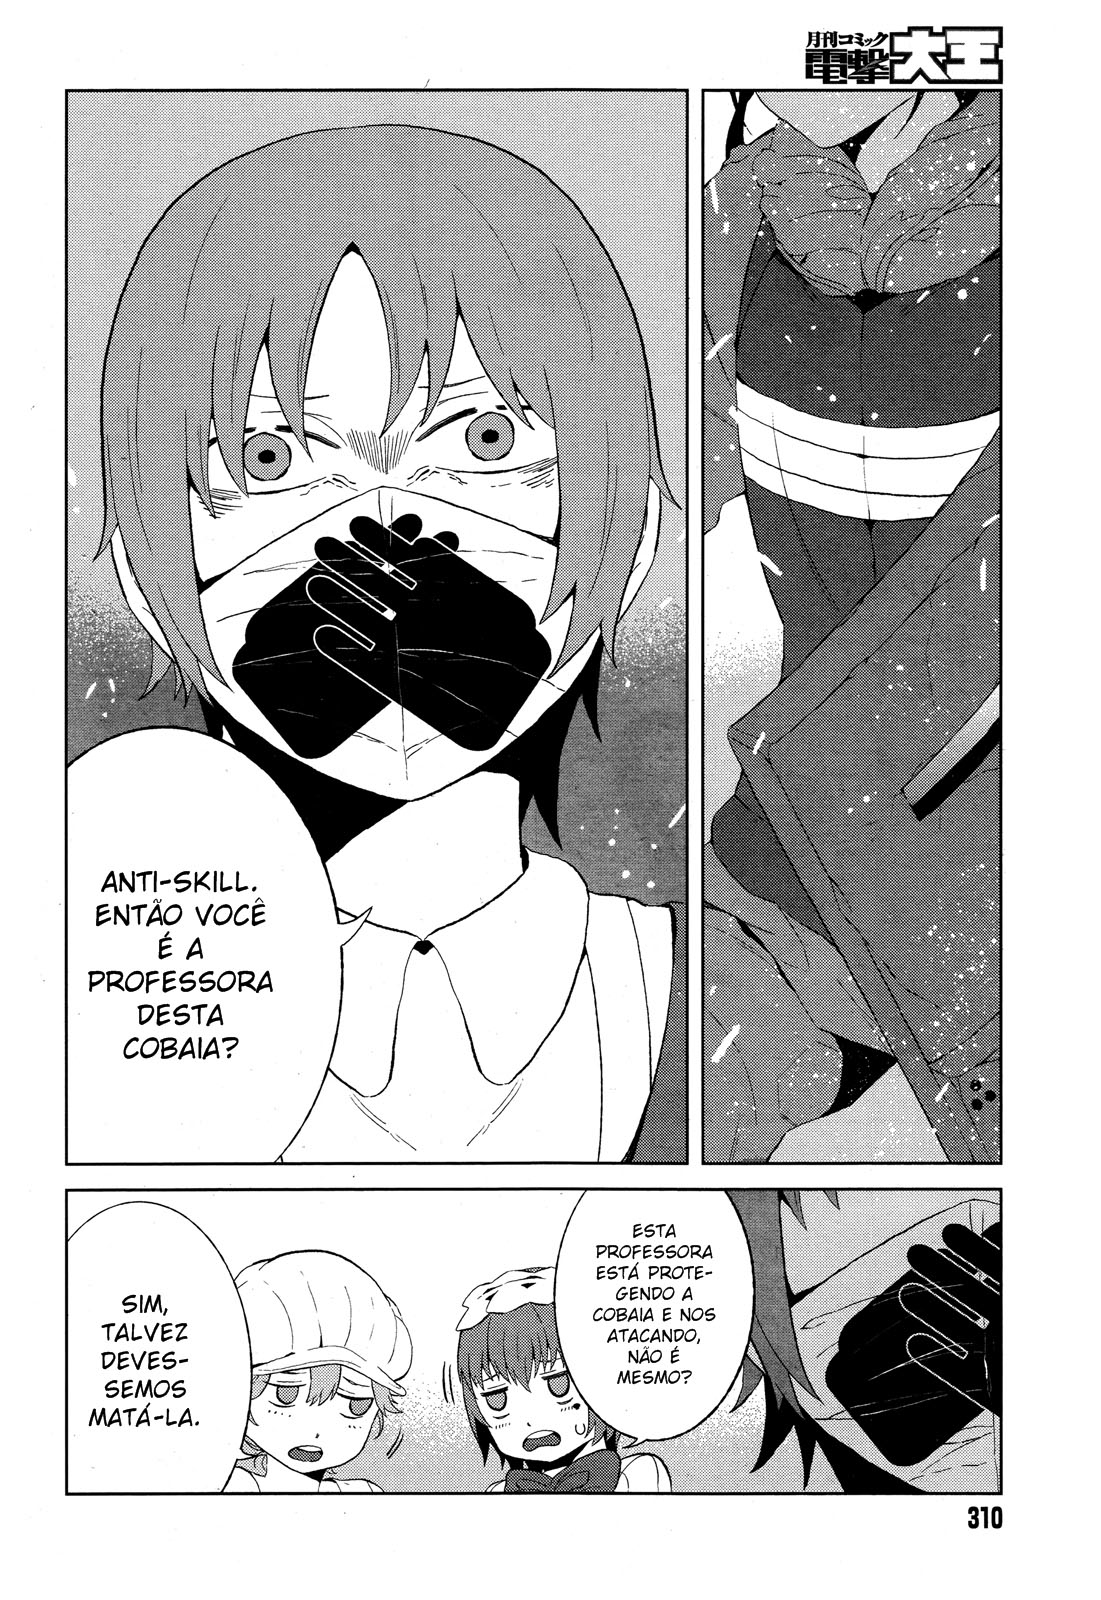 月刊コミック
電撃大王
ANTI-SKILL.
ENTÃO VOCÊ
É A
PROFESSORA
DESTA
COBAIA?
ESTA
PROFESSORA
ESTÁ PROTE-
GENDO A
COBAIA E NOS
ATACANDO,
NÃO É
MESMO?
SIM,
TALVEZ
DEVES-
SEMOS
MATÁ-LA.
310